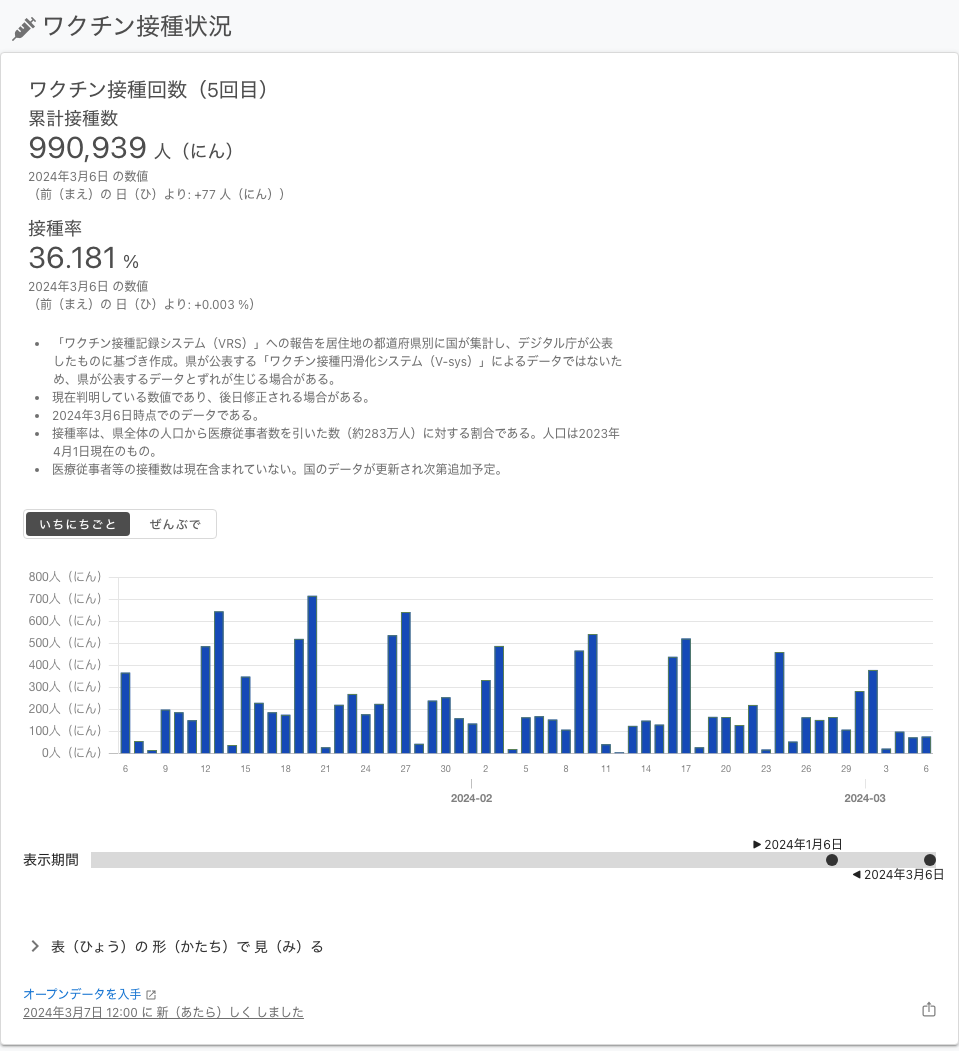 ワクチン接種状況
ワクチン接種回数（5回目）
累計接種数
990,939 人（にん）
2024年3月6日 の数値
（前（まえ）の 日（ひ）より: +77 人（にん））
接種率
36.181 %
2024年3月6日 の数値
（前（まえ）の 日（ひ）より: +0.003 %）
• 「ワクチン接種記録システム（VRS）」への報告を居住地の都道府県別に国が集計し、デジタル庁が公表
したものに基づき作成。県が公表する「ワクチン接種円滑化システム（V-sys）」によるデータではないた
め、県が公表するデータとずれが生じる場合がある。
• 現在判明している数値であり、後日修正される場合がある。
• 2024年3月6日時点でのデータである。
• 接種率は、県全体の人口から医療従事者数を引いた数（約283万人）に対する割合である。人口は2023年
4月1日現在のもの。
• 医療従事者等の接種数は現在含まれていない。国のデータが更新され次第追加予定。
いちにちごと ぜんぶで
800人（にん）
700人（にん）
600人（にん）
500人（にん）
400人（にん）
300人（にん）
200人（にん）
100人（にん）
0人（にん）
6 9 12 15 18 21 24 27 30 2 5 8 11 14 17 20 23 26 29 3 6
2024-02 2024-03
2024年1月6日
表示期間
2024年3月6日
表（ひょう）の 形（かたち）で 見（み）る
オープンデータを入手
2024年3月7日 12:00 に 新（あたら）しく しました